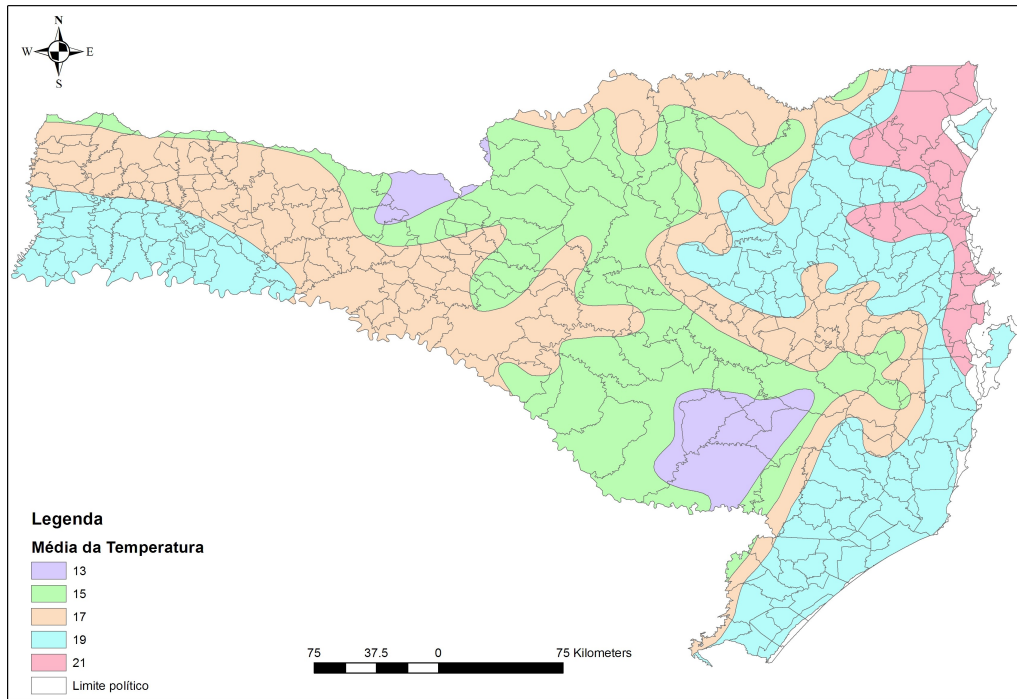 N
W E
S
Legenda
Média da Temperatura
13
15
17
19
21
Limite político
75 37.5 0 75 Kilometers